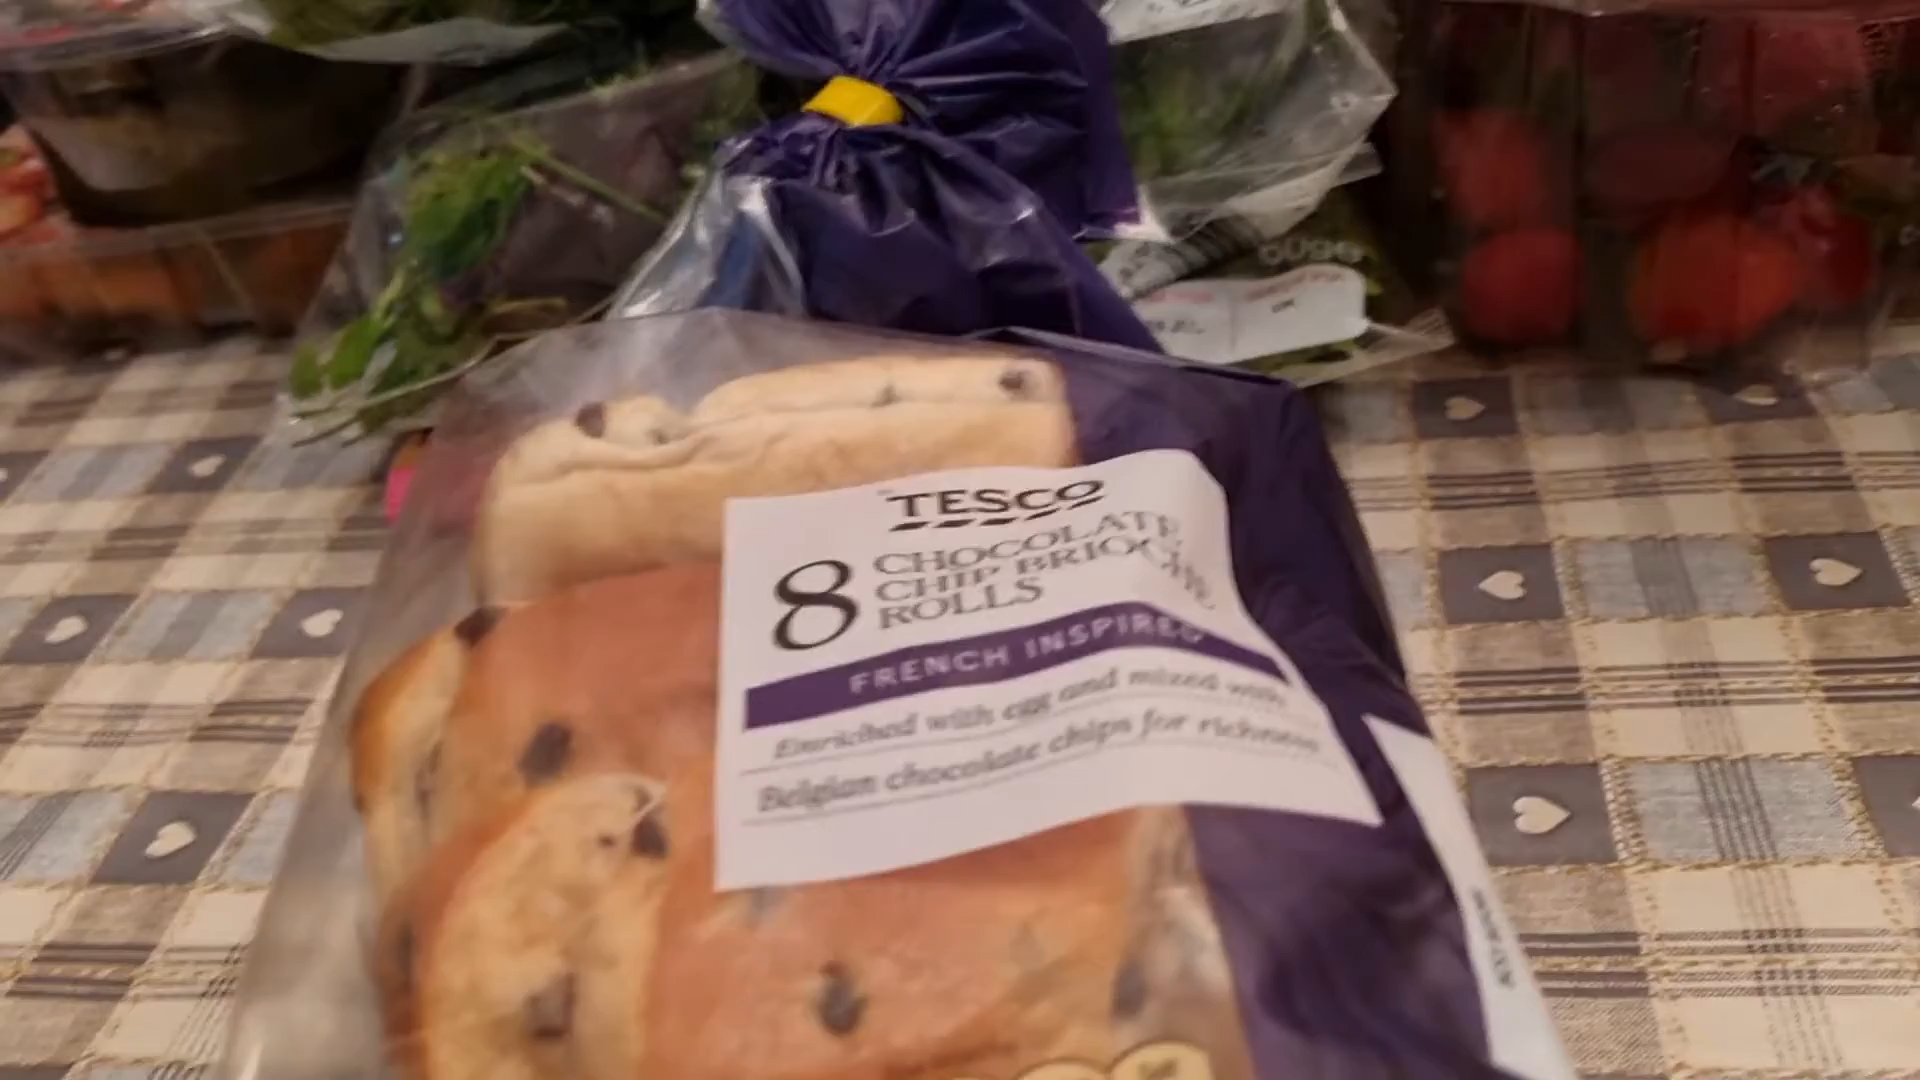 TESCO
8 CHOCOLATE
CHIP BRIOCHE
ROLLS
FRENCH INSPIRED
Enriched with egg and mixed with
Belgian chocolate chips for richness